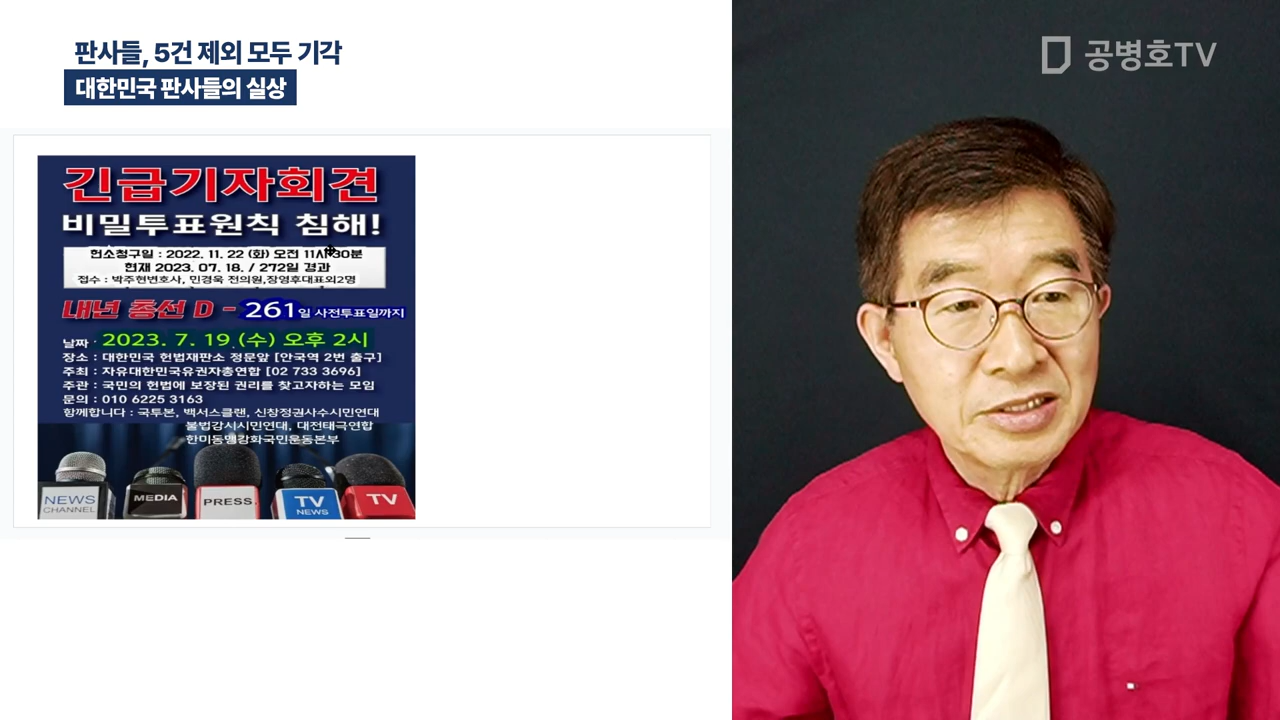 판사들, 5건 제외 모두 기각
대한민국 판사들의 실상
공병호TV
긴급기자회견
비밀투표원칙 침해!
헌소청구일 : 2022. 11. 22 (화) 오전 11시 30분
현재 2023. 07. 18. / 272일 경과
접수 : 박주현변호사, 민경욱 전의원,장영후대표외2명
내년 총선 D - 261일 사전투표일까지
날짜 : 2023. 7. 19 (수) 오후 2시
장소 : 대한민국 헌법재판소 정문앞 [안국역 2번 출구]
주최 : 자유대한민국유권자총연합 [02 733 3696]
주관 : 국민의 헌법에 보장된 권리를 찾고자하는 모임
문의 : 010 6225 3163
함께합니다 : 국투본, 백서스클랜, 신창정권사수시민연대
불법감시시민연대, 대전태극연합
한미동맹강화국민운동본부
NEWS
CHANNEL
MEDIA
PRESS
TV
NEWS
TV